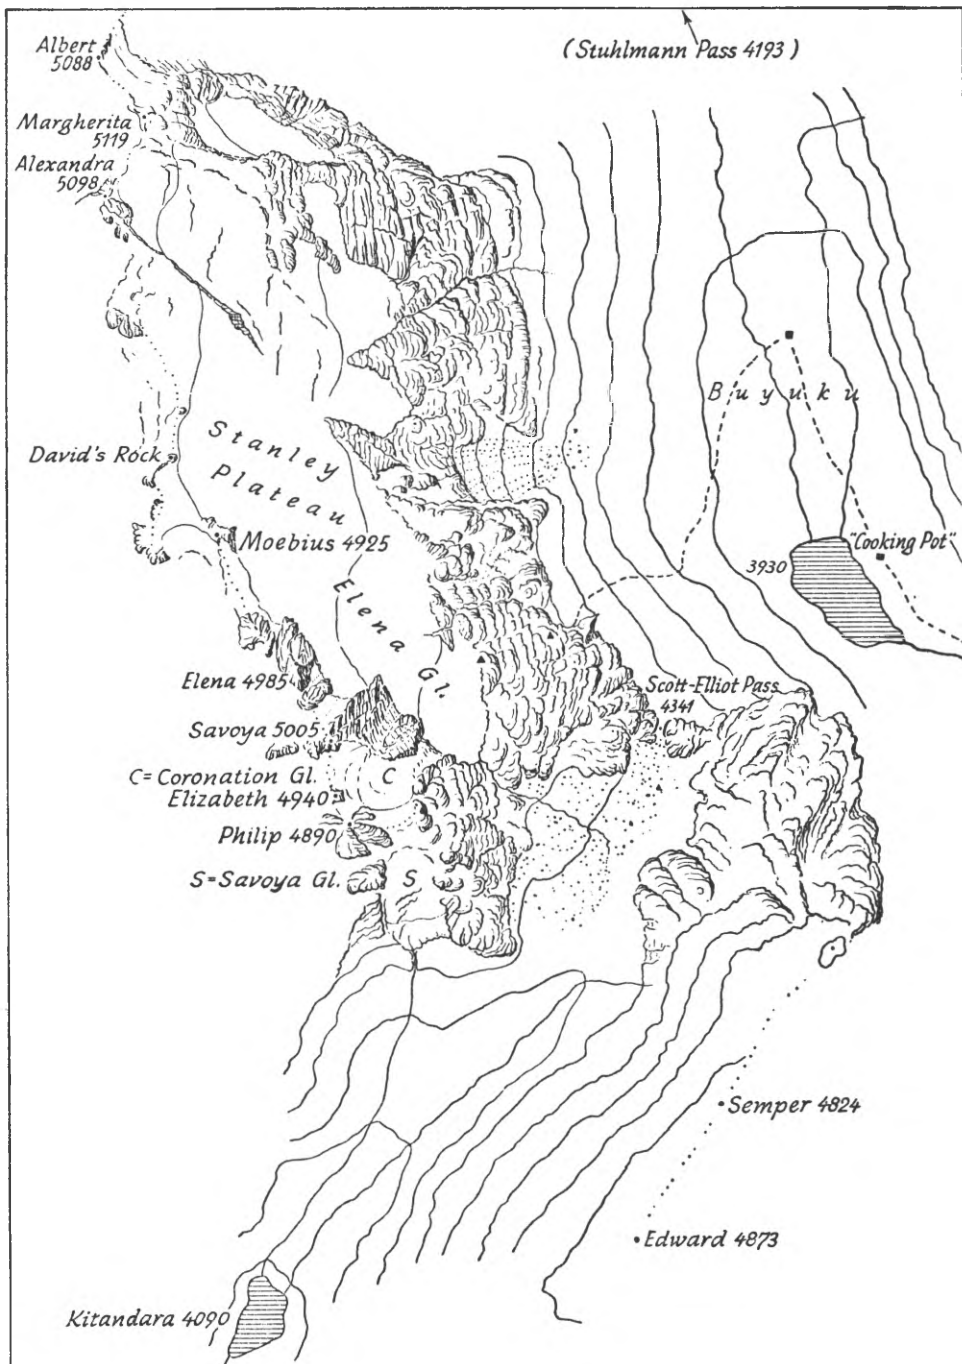 (Stuhlmann Pass 4193)
Albert
5088
Margherita
5119
Alexandra
5098
Buyuku
Stanley
Plateau
David's Rock
Moebius 4925
"Cooking Pot"
3930
Elena
Gl.
Elena 4985
Scott-Elliot Pass
4341
Savoya 5005
C=Coronation Gl.
C
Elizabeth 4940
Philip 4890
S=Savoya Gl.
S
Semper 4824
Edward 4873
Kitandara 4090